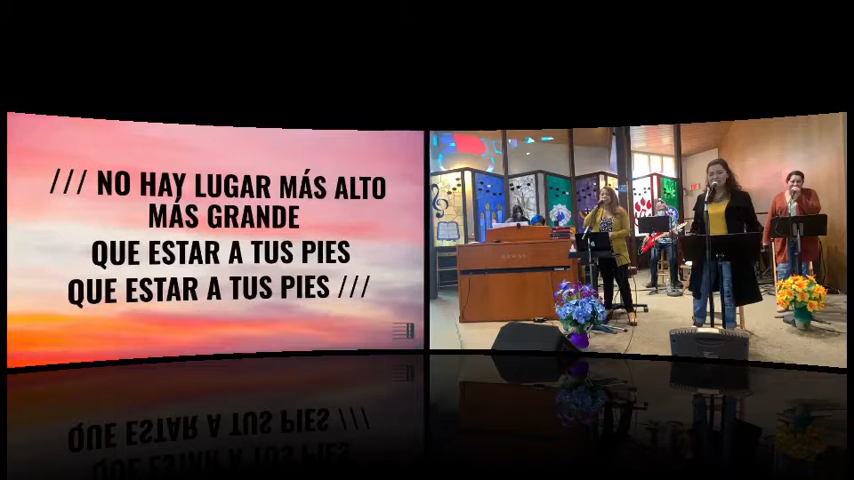 /// NO HAY LUGAR MÁS ALTO
MÁS GRANDE
QUE ESTAR A TUS PIES
QUE ESTAR A TUS PIES ///